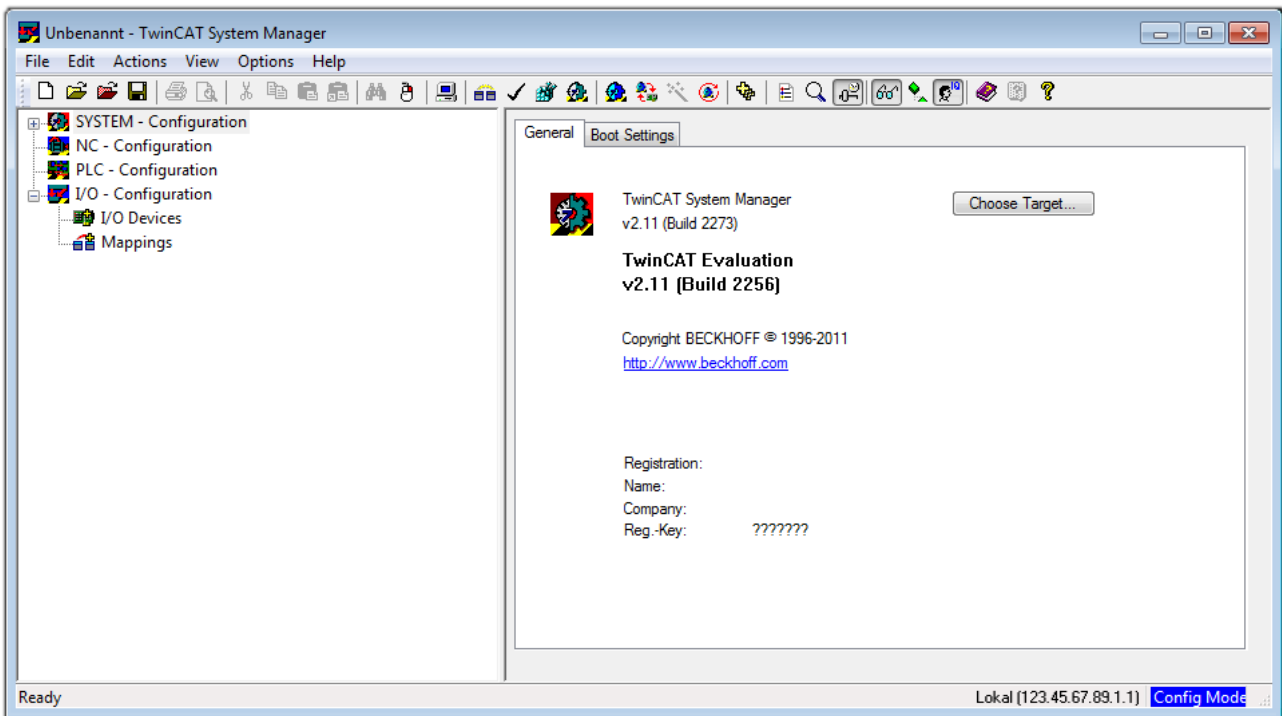 Unbenannt - TwinCAT System Manager
File Edit Actions View Options Help
SYSTEM - Configuration
NC - Configuration
PLC - Configuration
I/O - Configuration
I/O Devices
Mappings
General Boot Settings
TwinCAT System Manager
v2.11 (Build 2273)
Choose Target...
TwinCAT Evaluation
v2.11 (Build 2256)
Copyright BECKHOFF © 1996-2011
http://www.beckhoff.com
Registration:
Name:
Company:
Reg.-Key: ???????
Ready Lokal (123.45.67.89.1.1) Config Mode